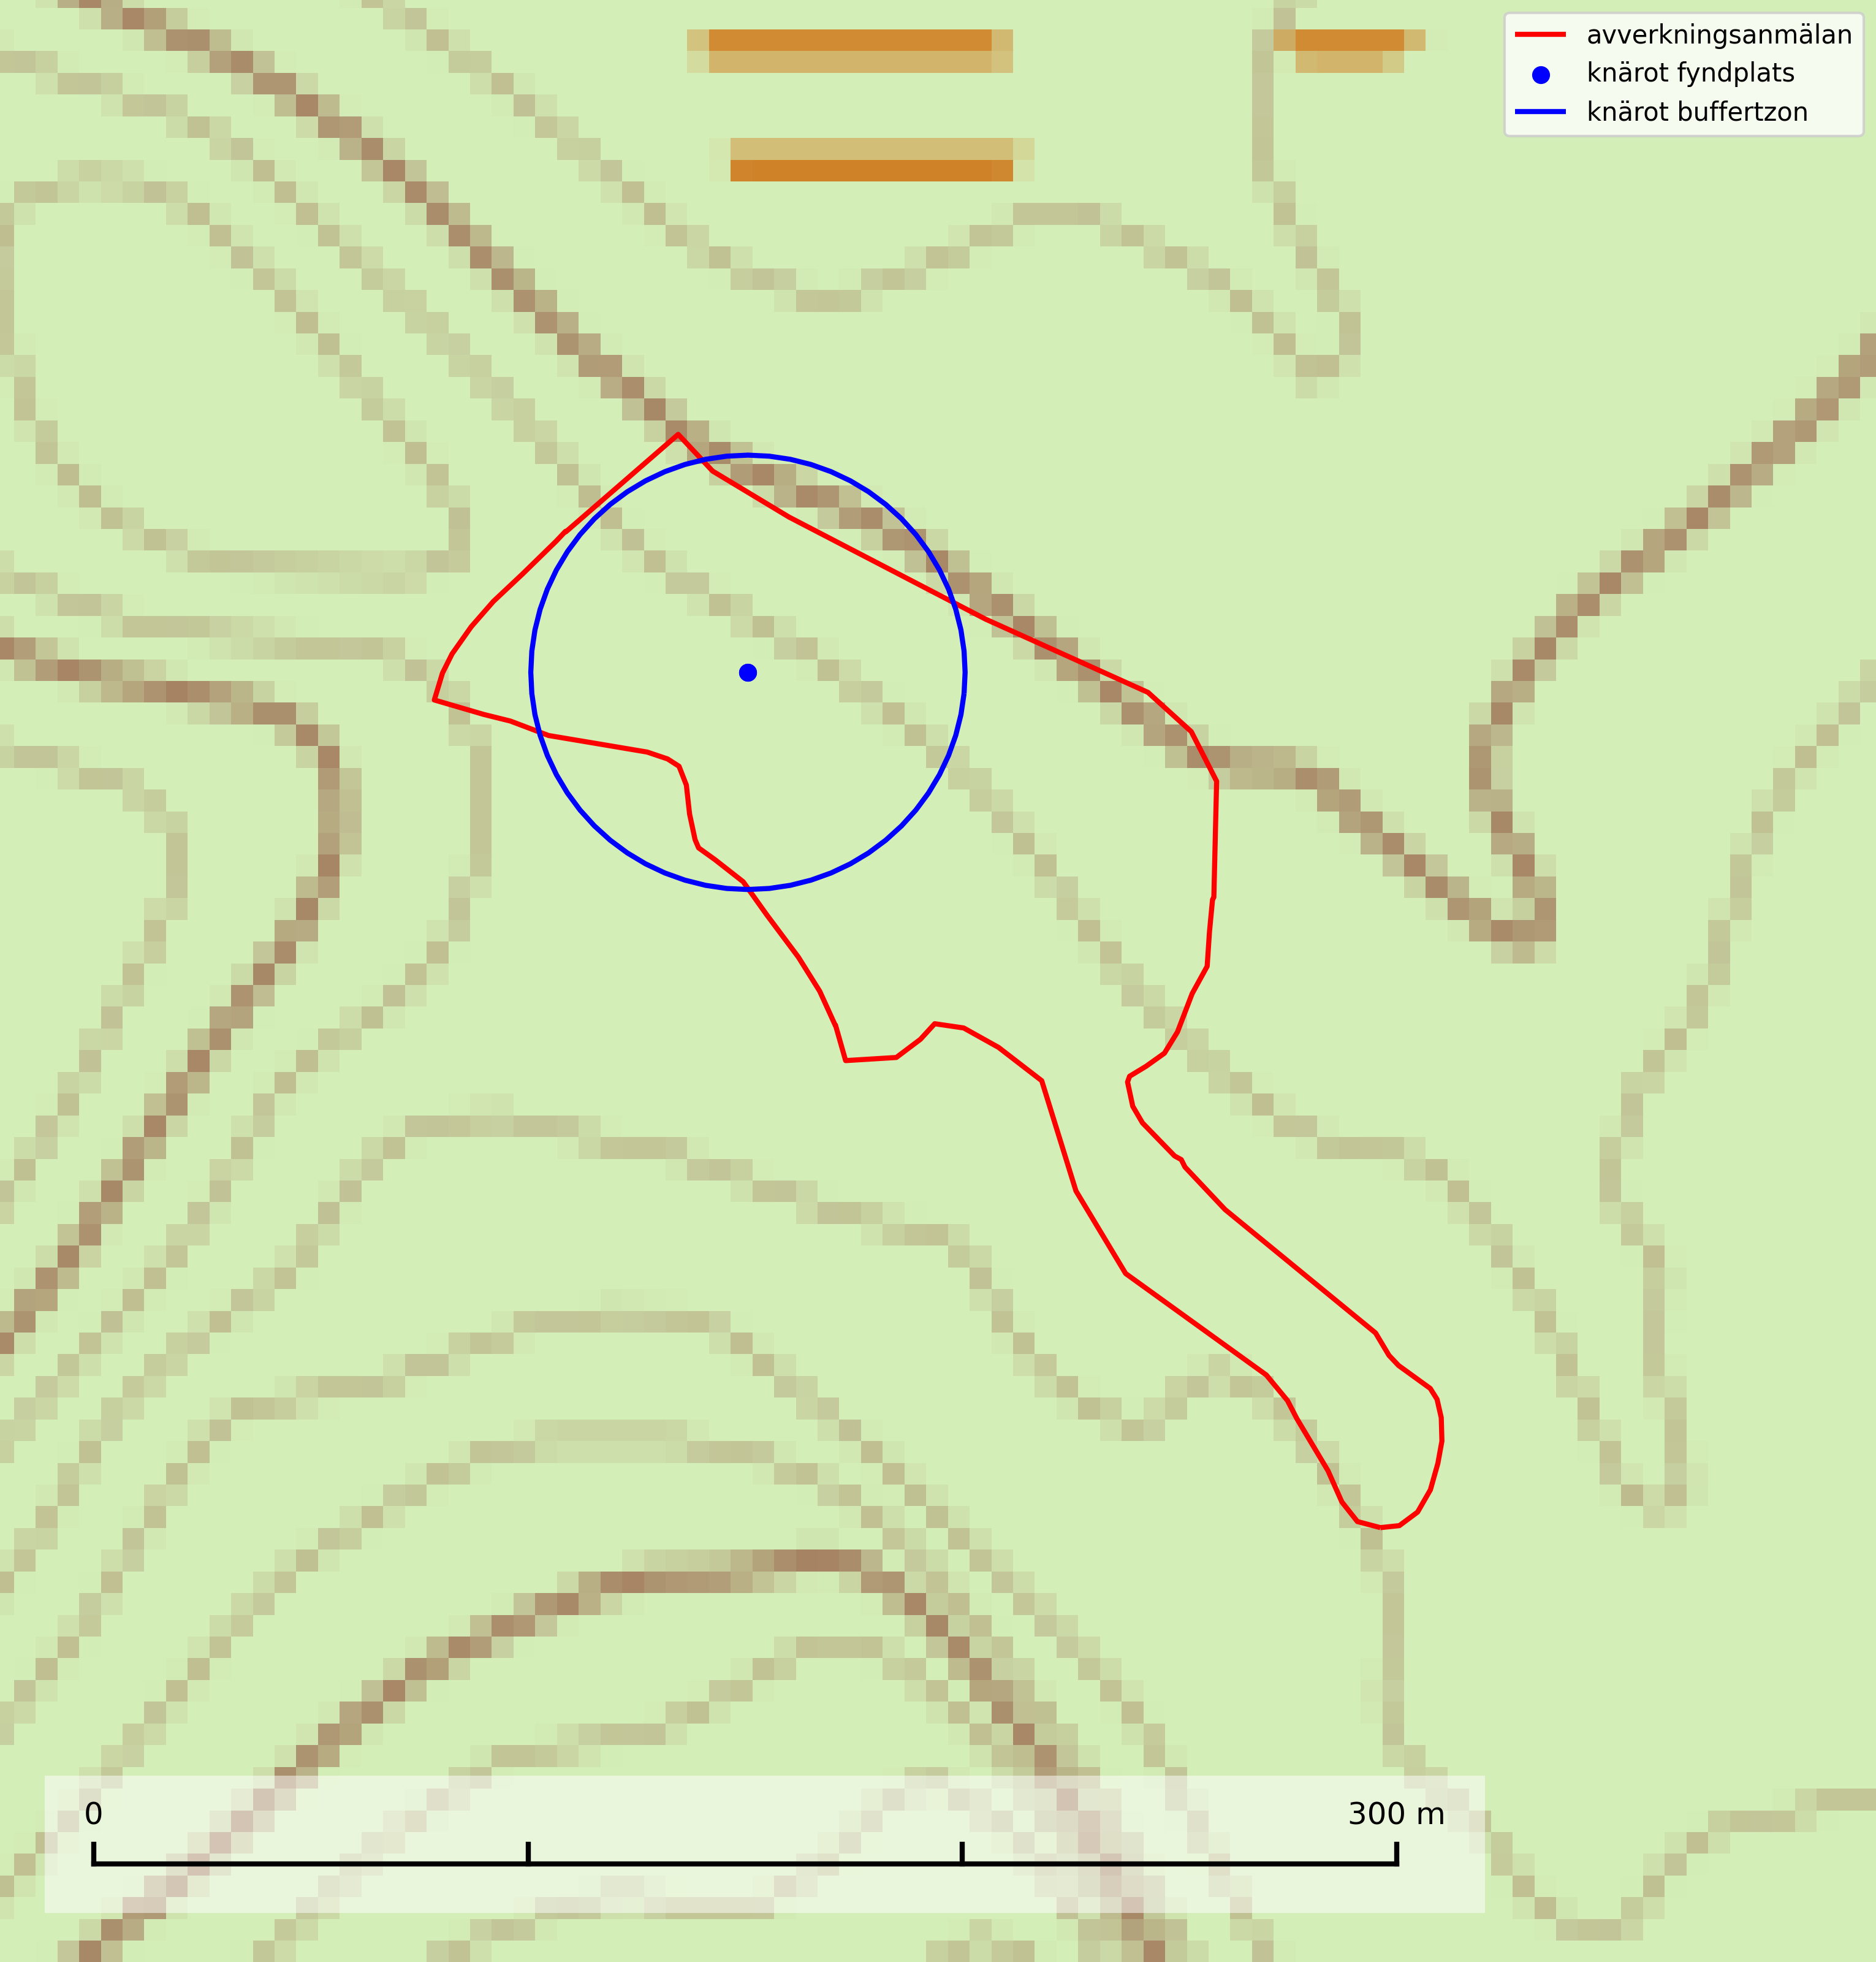 avverkningsanmälan
knärot fyndplats
knärot buffertzon
0
300 m